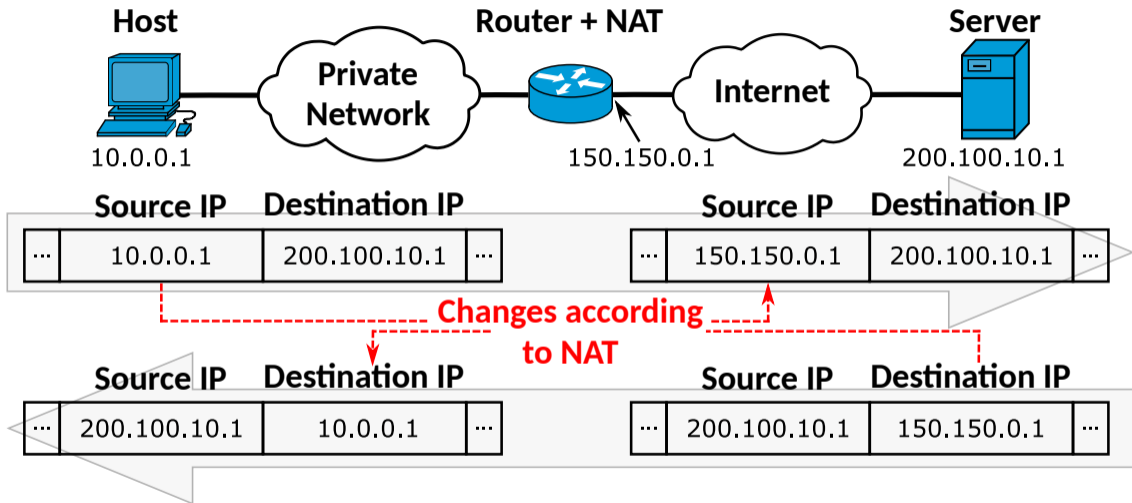 Host
Router + NAT
Server
Private
Network
Internet
10.0.0.1
150.150.0.1
200.100.10.1
Source IP
Destination IP
Source IP
Destination IP
... 10.0.0.1 200.100.10.1 ...
... 150.150.0.1 200.100.10.1 ...
Changes according
to NAT
Source IP
Destination IP
Source IP
Destination IP
... 200.100.10.1 10.0.0.1 ...
... 200.100.10.1 150.150.0.1 ...